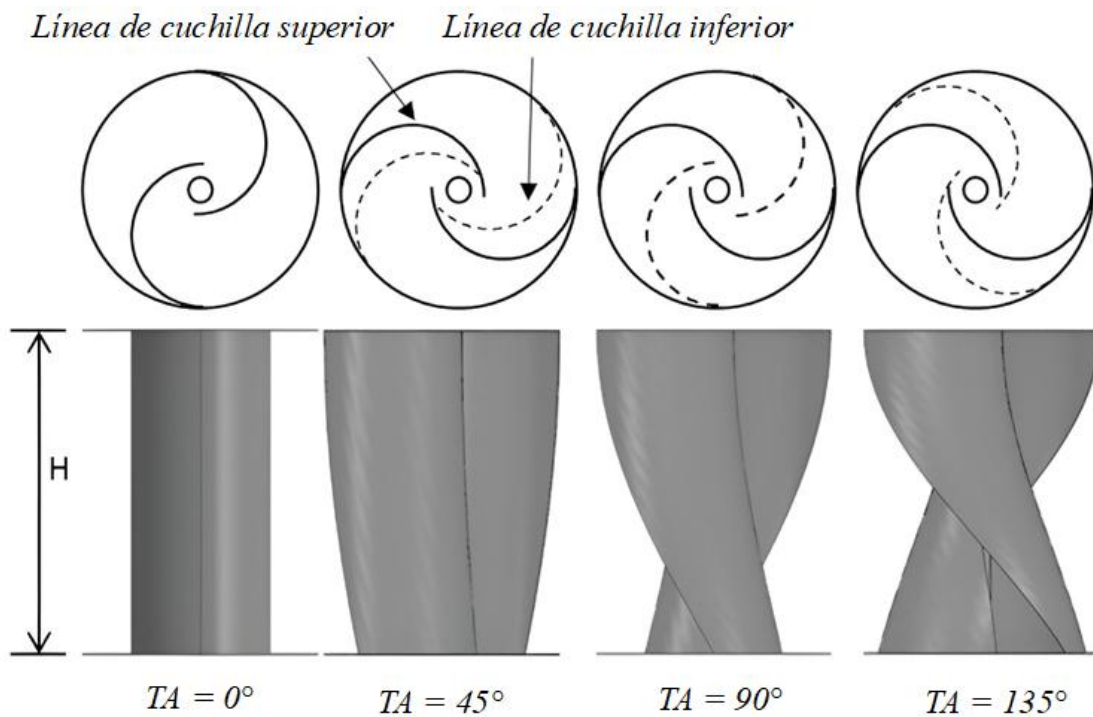 Línea de cuchilla superior Línea de cuchilla inferior
H
TA = 0° TA = 45° TA = 90° TA = 135°